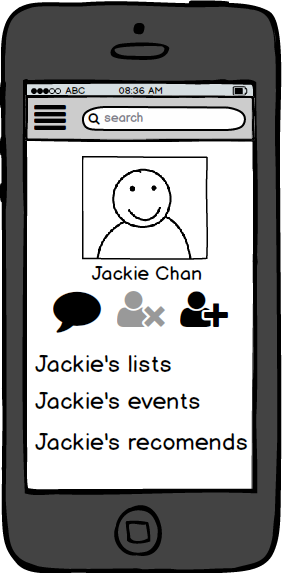 ABC 08:36 AM
search
Jackie Chan
Jackie's lists
Jackie's events
Jackie's recomends